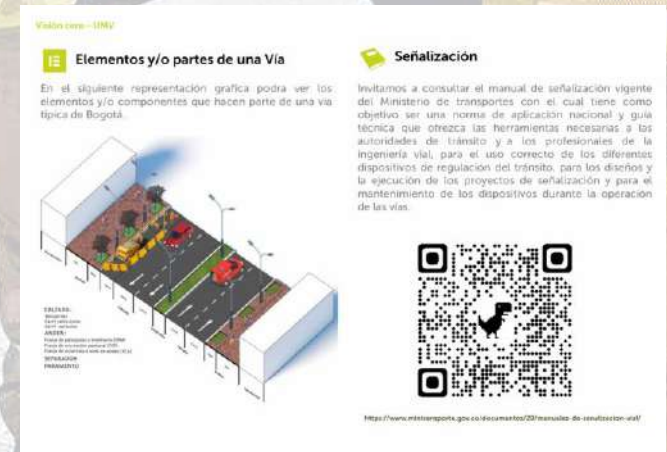 Visión cero - UMV
Elementos y/o partes de una Vía
En el siguiente representación grafica podra ver los
elementos y/o componentes que hacen parte de una via
tipica de Bogotá.
CALZADA:
ANDEN:
SEPARADOR
PARAMENTO
Señalización
Invitamos a consultar el manual de señalización vigente
del Ministerio de transportes con el cual tiene como
objetivo ser una norma de aplicación nacional y guía
técnica que ofrezca las herramientas necesarias a las
autoridades de tránsito y a los profesionales de la
ingeniería vial, para el uso correcto de los diferentes
dispositivos de regulación del tránsito, para los diseños y
la ejecución de los proyectos de señalización y para el
mantenimiento de los dispositivos durante la operación
de las vías.
https://www.mintransporte.gov.co/documentos/29/manuales-de-senalizacion-vial/